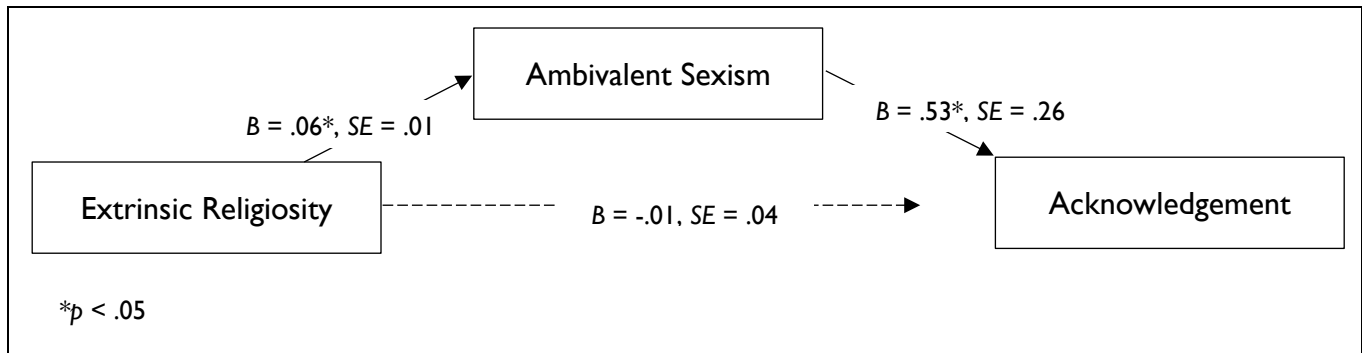 Ambivalent Sexism
B = .06*, SE = .01
B = .53*, SE = .26
Extrinsic Religiosity
B = -.01, SE = .04
Acknowledgement
*p < .05